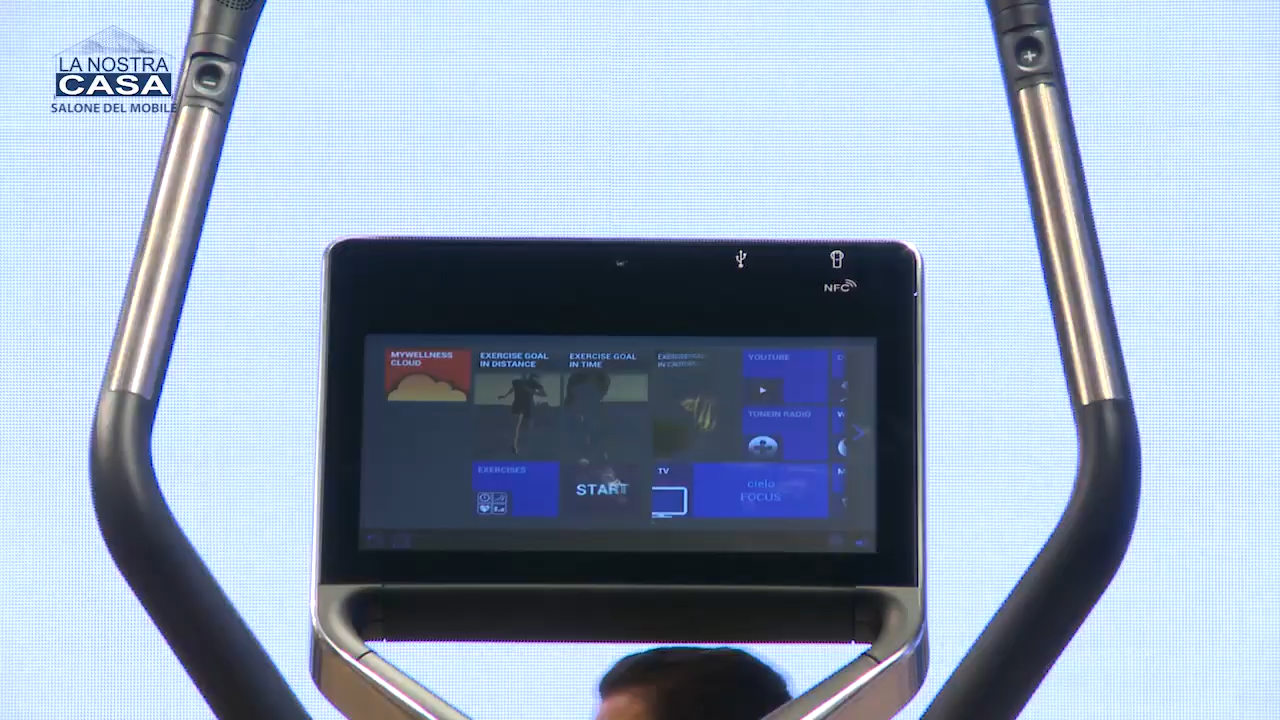 LA NOSTRA
CASA
SALONE DEL MOBILE
NFC
MYWELLNESS
CLOUD
EXERCISE GOAL
IN DISTANCE
EXERCISE GOAL
IN TIME
YOUTUBE
TUNEIN RADIO
EXERCISES
START
TV
cielo
FOCUS